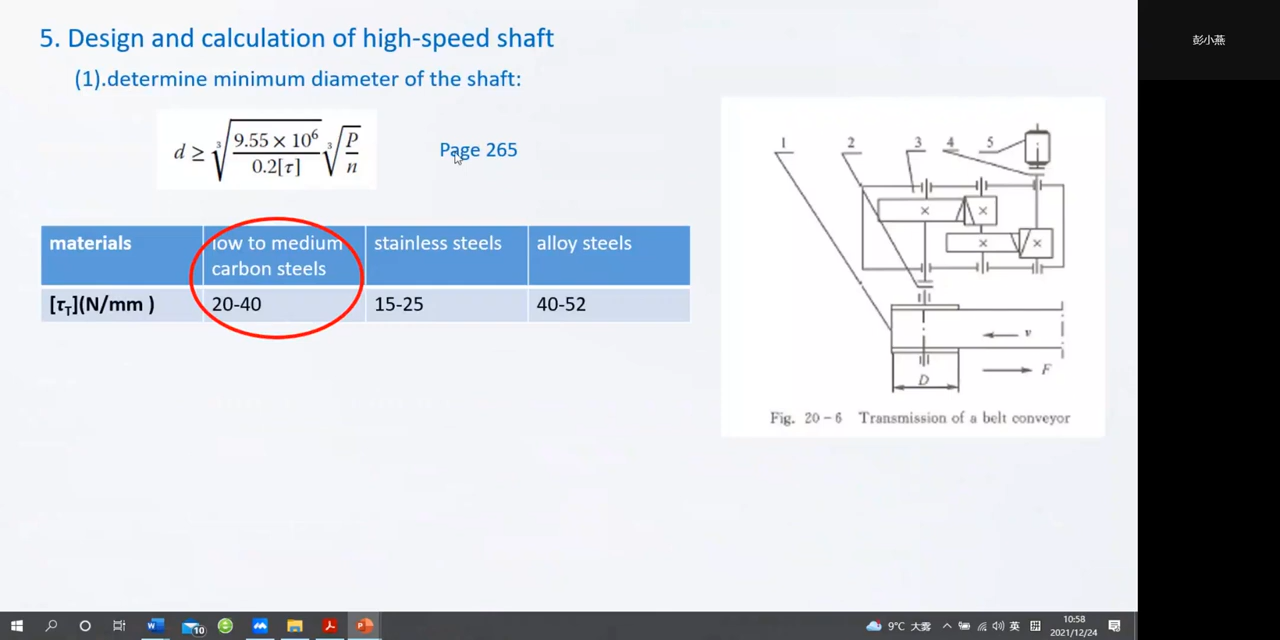 5. Design and calculation of high-speed shaft
(1).determine minimum diameter of the shaft:
d ≥ ∛(9.55 × 10⁶ / 0.2[τ]) ∛(P / n)
Page 265
materials low to medium carbon steels stainless steels alloy steels
[τT](N/mm ) 20-40 15-25 40-52
1 2 3 4 5
v
F
D
Fig. 20-6 Transmission of a belt conveyor
彭小燕
10
9°C 大雾
英
10:58
2021/12/24